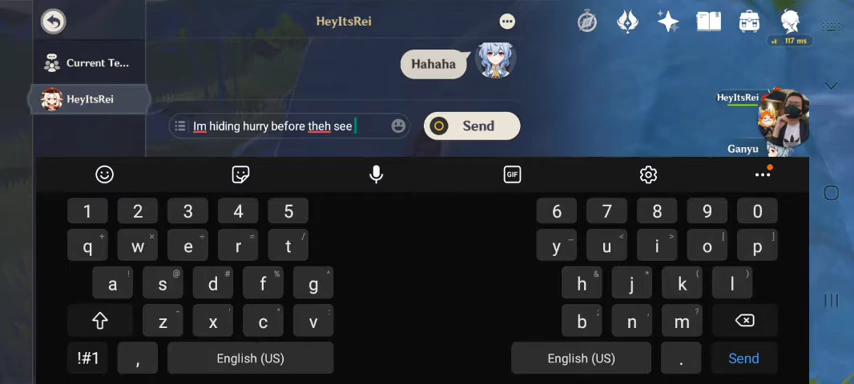 HeyItsRei
117 ms
Current Te...
Hahaha
HeyItsRei
HeyItsRei
Im hiding hurry before theh see
Send
Ganyu
GIF
1 2 3 4 5 6 7 8 9 0
q w e r t y u i o p
a s d f g h j k l
z x c v b n m
!#1 , English (US) English (US) . Send